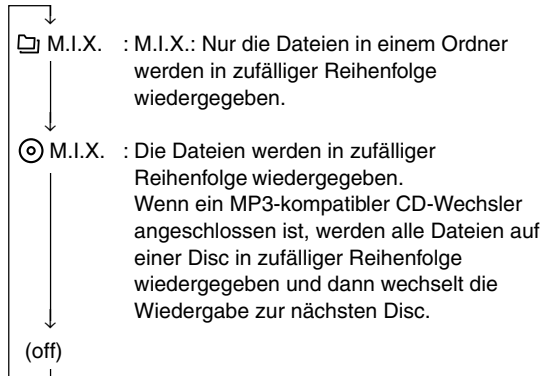 M.I.X. : M.I.X.: Nur die Dateien in einem Ordner
werden in zufälliger Reihenfolge
wiedergegeben.
M.I.X. : Die Dateien werden in zufälliger
Reihenfolge wiedergegeben.
Wenn ein MP3-kompatibler CD-Wechsler
angeschlossen ist, werden alle Dateien auf
einer Disc in zufälliger Reihenfolge
wiedergegeben und dann wechselt die
Wiedergabe zur nächsten Disc.
(off)